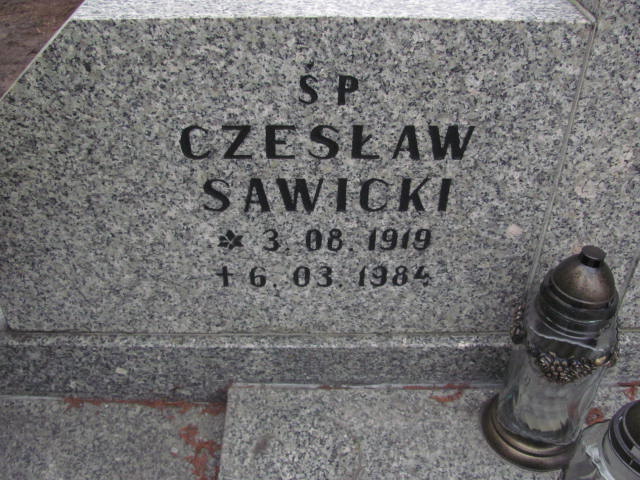 ŚP
CZESŁAW
SAWICKI
* 3. 08. 1919
† 6. 03. 1984